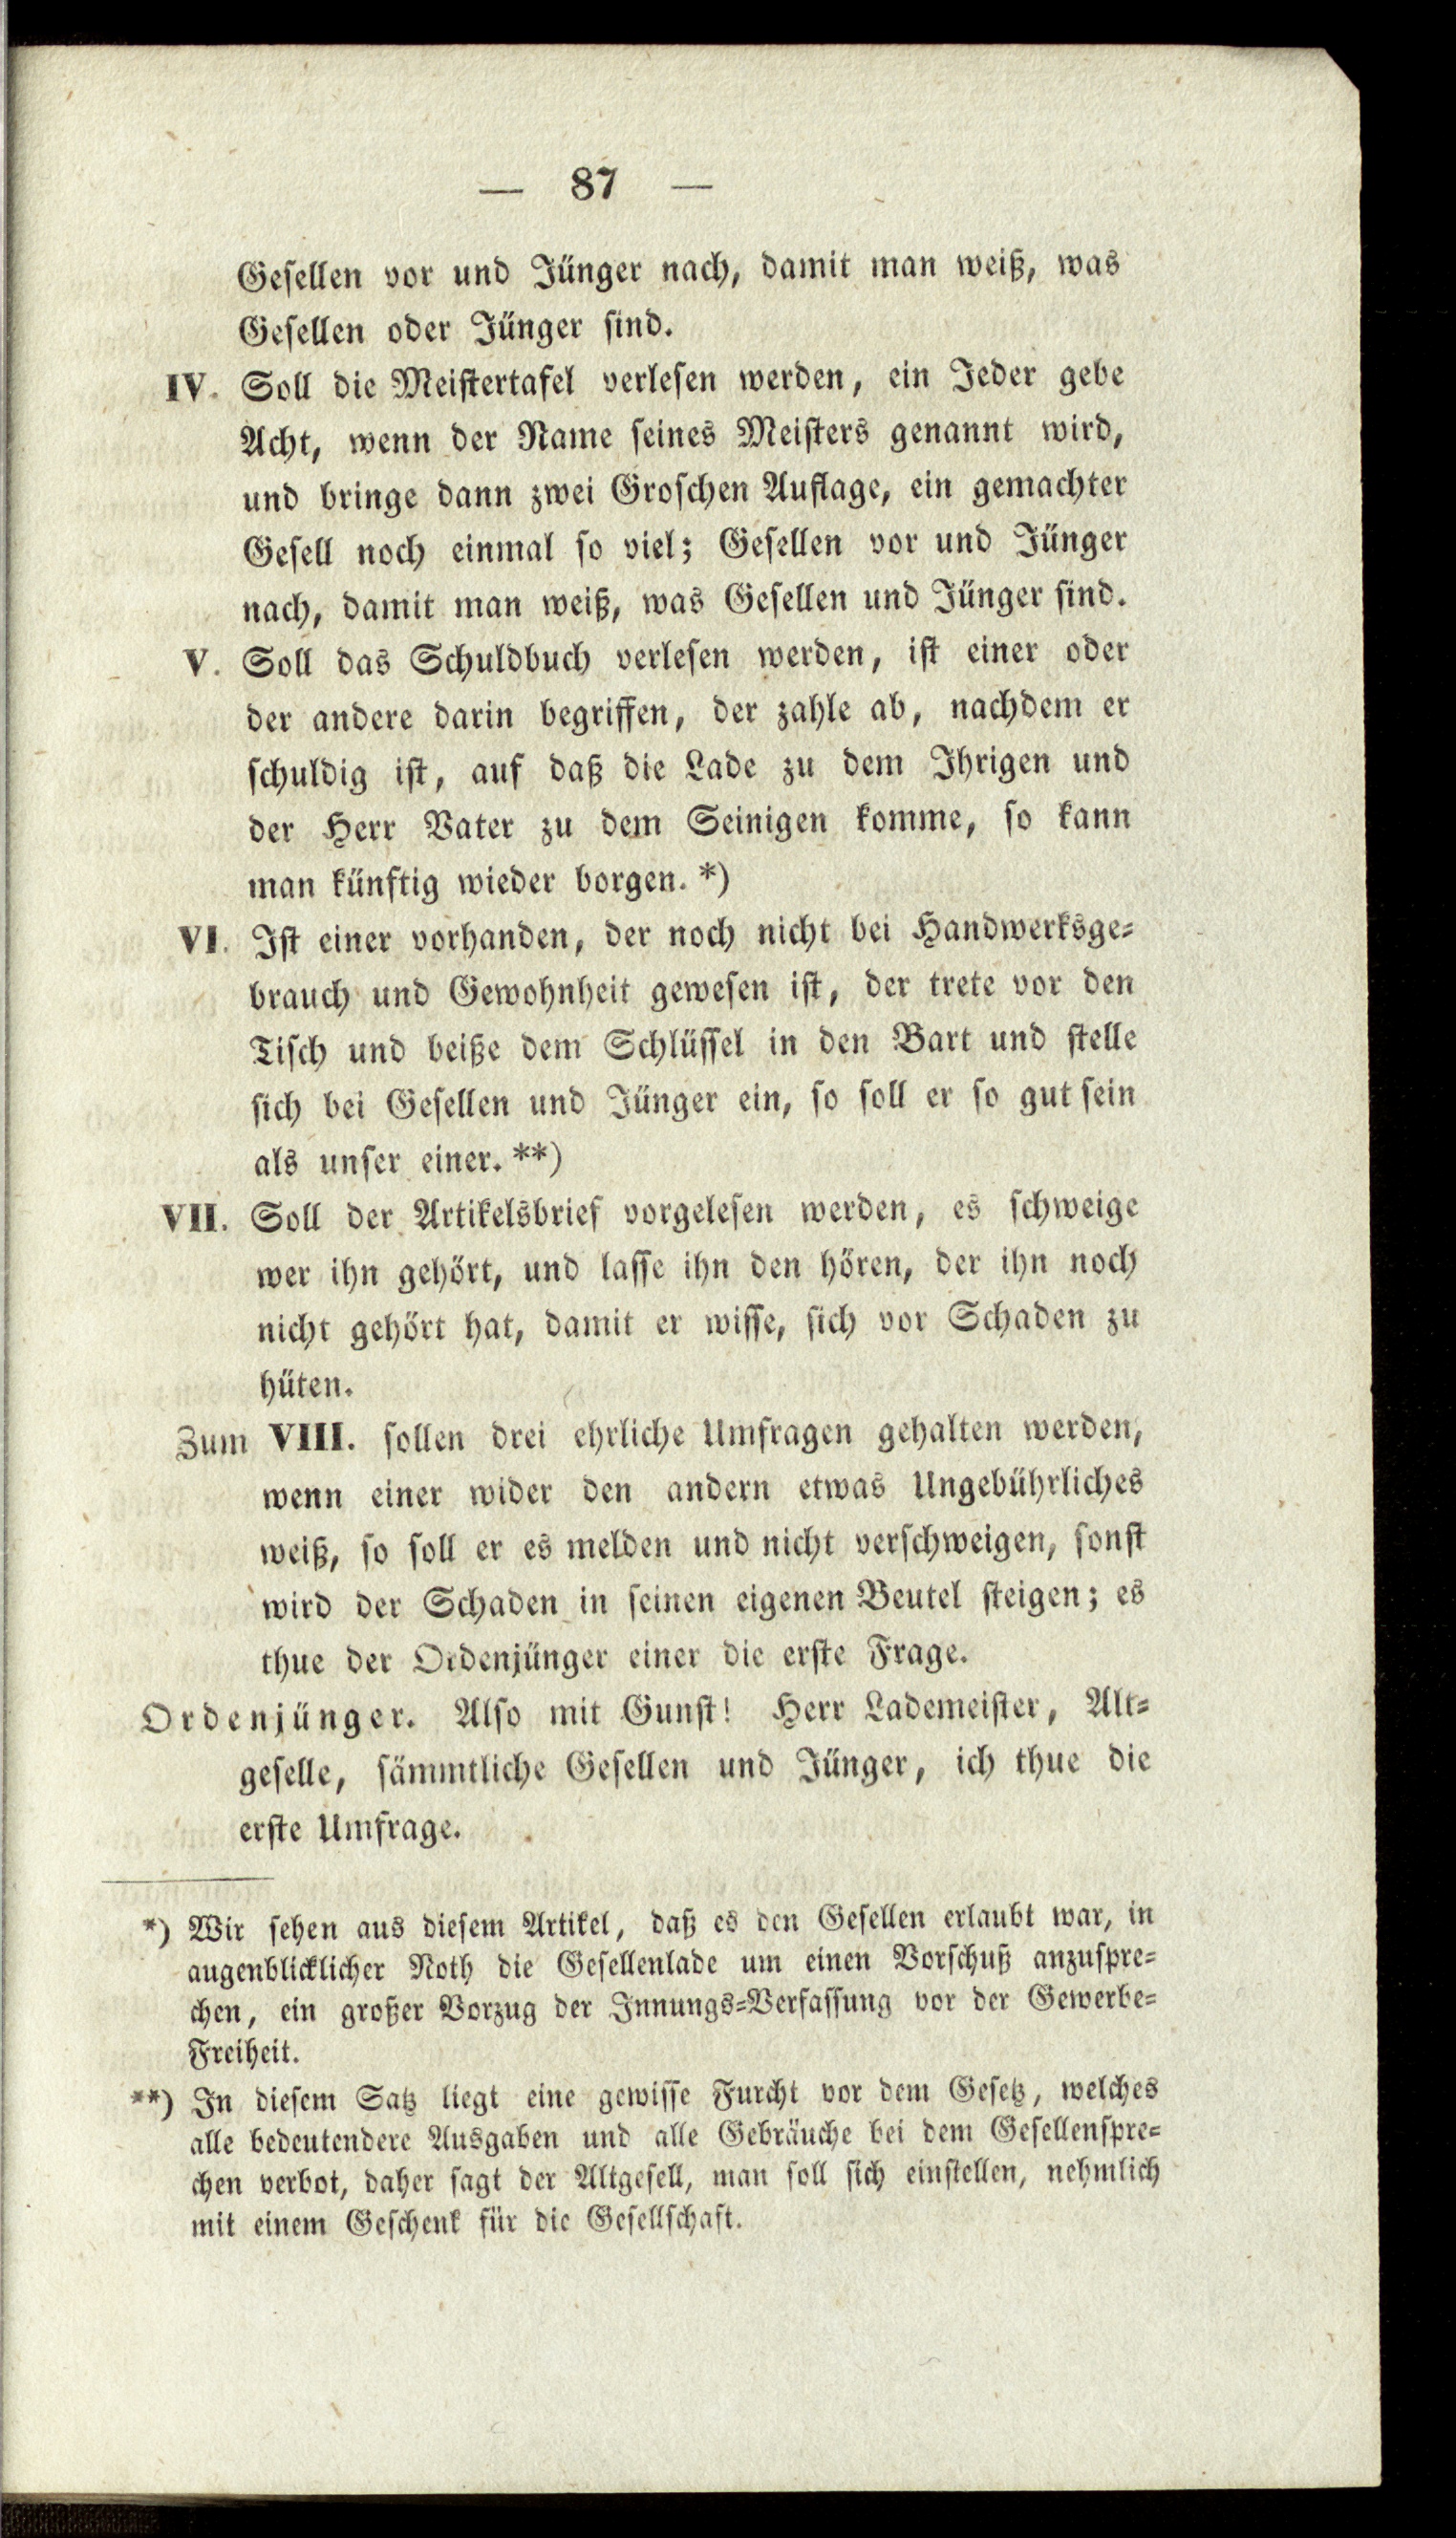 — 87 —
Gesellen vor und Jünger nach, damit man weiß, was
Gesellen oder Jünger sind.
IV. Soll die Meistertafel verlesen werden, ein Jeder gebe
Acht, wenn der Name seines Meisters genannt wird,
und bringe dann zwei Groschen Auflage, ein gemachter
Gesell noch einmal so viel; Gesellen vor und Jünger
nach, damit man weiß, was Gesellen und Jünger sind.
V. Soll das Schuldbuch verlesen werden, ist einer oder
der andere darin begriffen, der zahle ab, nachdem er
schuldig ist, auf daß die Lade zu dem Ihrigen und
der Herr Vater zu dem Seinigen komme, so kann
man künftig wieder borgen. *)
VI. Ist einer vorhanden, der noch nicht bei Handwerksge=
brauch und Gewohnheit gewesen ist, der trete vor den
Tisch und beiße dem Schlüssel in den Bart und stelle
sich bei Gesellen und Jünger ein, so soll er so gut sein
als unser einer. **)
VII. Soll der Artikelsbrief vorgelesen werden, es schweige
wer ihn gehört, und lasse ihn den hören, der ihn noch
nicht gehört hat, damit er wisse, sich vor Schaden zu
hüten.
Zum VIII. sollen drei ehrliche Umfragen gehalten werden,
wenn einer wider den andern etwas Ungebührliches
weiß, so soll er es melden und nicht verschweigen, sonst
wird der Schaden in seinen eigenen Beutel steigen; es
thue der Ordenjünger einer die erste Frage.
Ordenjünger. Also mit Gunst! Herr Lademeister, Alt=
geselle, sämmtliche Gesellen und Jünger, ich thue die
erste Umfrage.
*) Wir sehen aus diesem Artikel, daß es den Gesellen erlaubt war, in
augenblicklicher Noth die Gesellenlade um einen Vorschuß anzuspre=
chen, ein großer Vorzug der Innungs=Verfassung vor der Gewerbe=
Freiheit.
**) In diesem Satz liegt eine gewisse Furcht vor dem Gesetz, welches
alle bedeutendere Ausgaben und alle Gebräuche bei dem Gesellenspre=
chen verbot, daher sagt der Altgesell, man soll sich einstellen, nehmlich
mit einem Geschenk für die Gesellschaft.